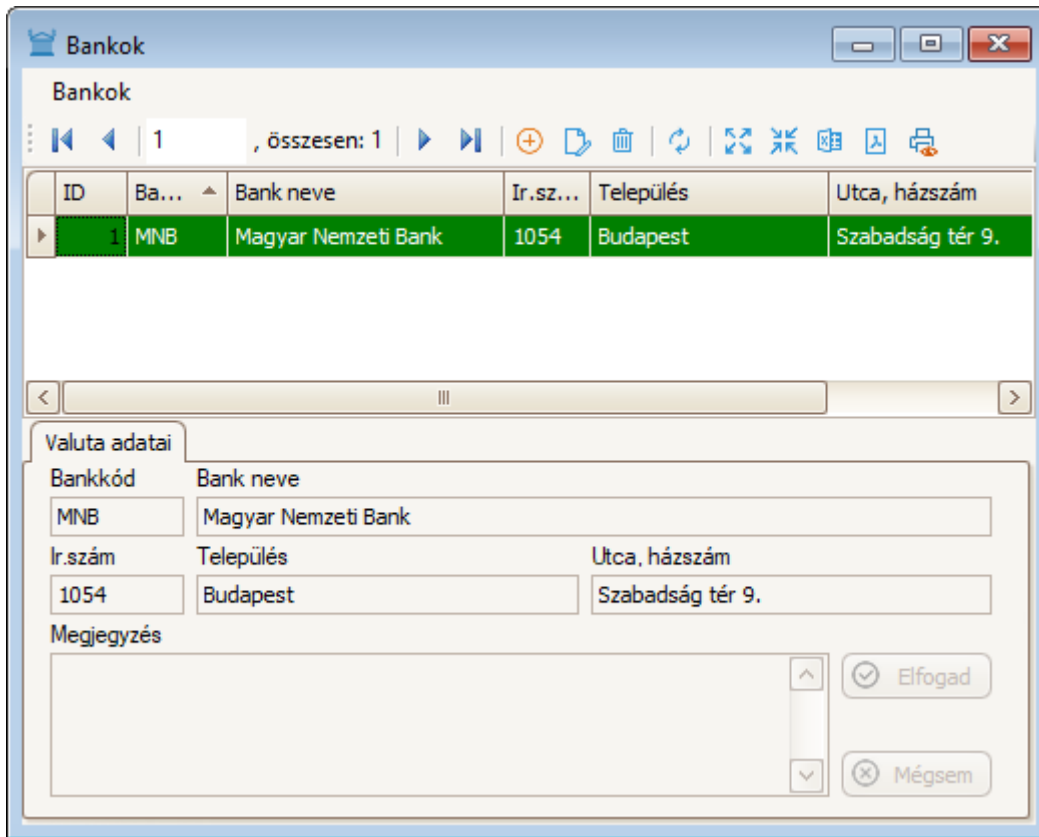 Bankok
Bankok
1 , összesen: 1
ID Ba... Bank neve Ir.sz... Település Utca, házszám
1 MNB Magyar Nemzeti Bank 1054 Budapest Szabadság tér 9.
Valuta adatai
Bankkód Bank neve
MNB Magyar Nemzeti Bank
Ir.szám Település Utca, házszám
1054 Budapest Szabadság tér 9.
Megjegyzés
Elfogad
Mégsem